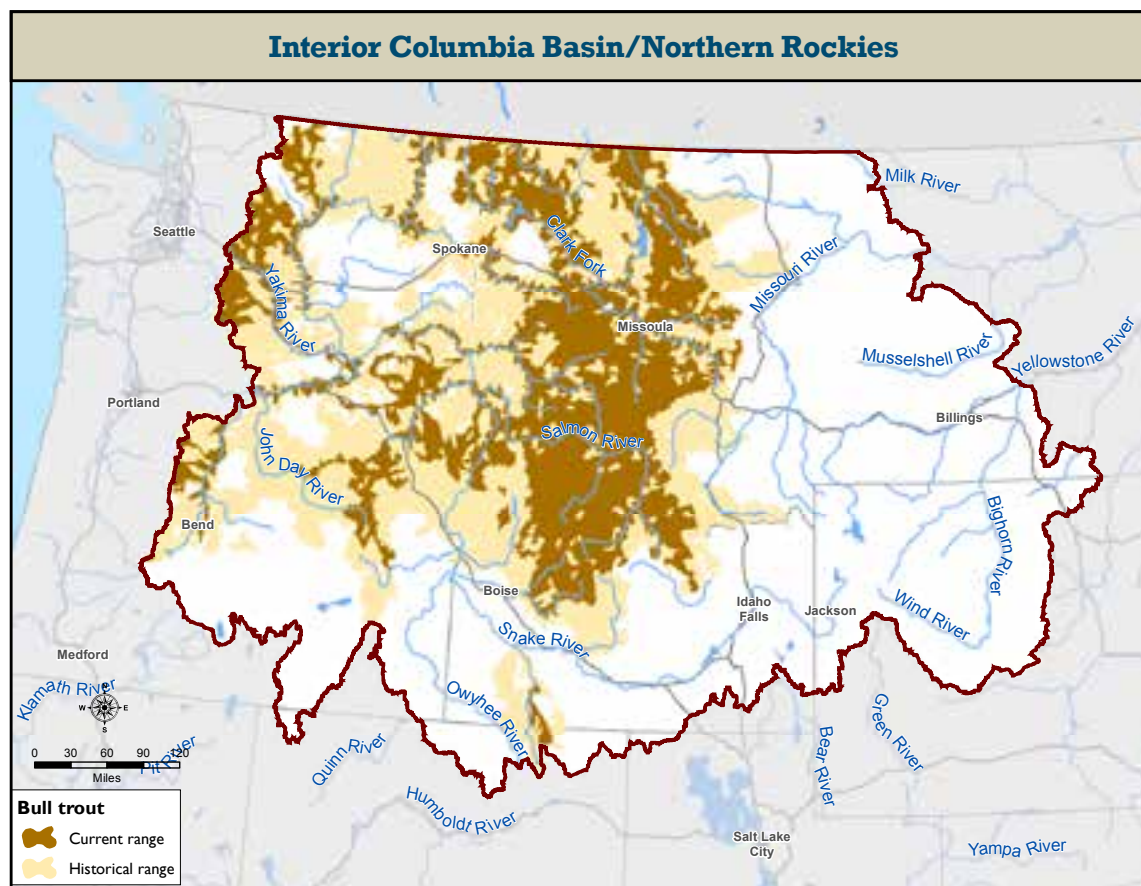 Interior Columbia Basin/Northern Rockies
Milk River
Seattle
Spokane
Clark Fork
Missouri River
Yakima River
Missoula
Musselshell River
Yellowstone River
Portland
Billings
Salmon River
John Day River
Bend
Bighorn River
Boise
Idaho
Falls
Jackson
Wind River
Snake River
Medford
Klamath River
N
W
E
S
Owyhee River
Green River
Quinn River
Bear River
Pit River
0 30 60 90 120
Miles
Humboldt River
Salt Lake
City
Yampa River
Bull trout
Current range
Historical range